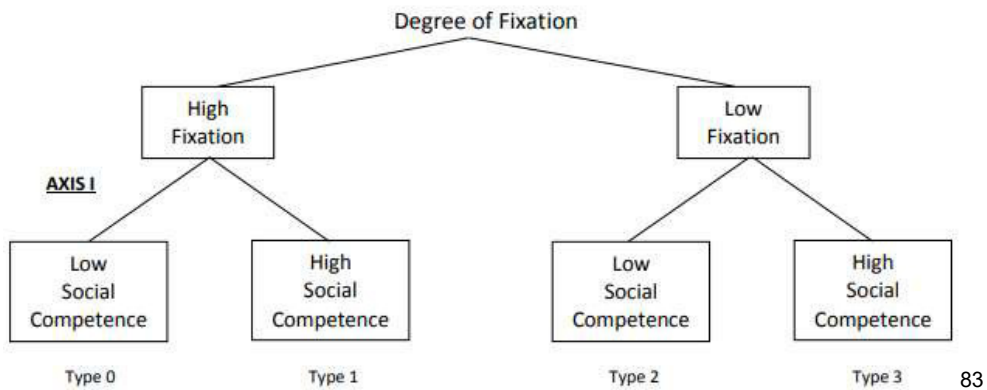 Degree of Fixation
High
Fixation
Low
Fixation
AXIS I
Low
Social
Competence
High
Social
Competence
Low
Social
Competence
High
Social
Competence
Type 0
Type 1
Type 2
Type 3
83